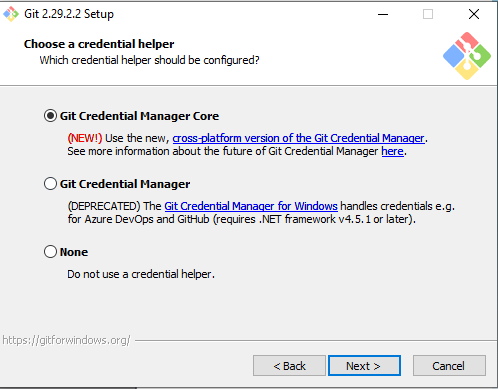 Git 2.29.2.2 Setup
Choose a credential helper
Which credential helper should be configured?
Git Credential Manager Core
(NEW!) Use the new, cross-platform version of the Git Credential Manager.
See more information about the future of Git Credential Manager here.
Git Credential Manager
(DEPRECATED) The Git Credential Manager for Windows handles credentials e.g.
for Azure DevOps and GitHub (requires .NET framework v4.5.1 or later).
None
Do not use a credential helper.
https://gitforwindows.org/
< Back
Next >
Cancel